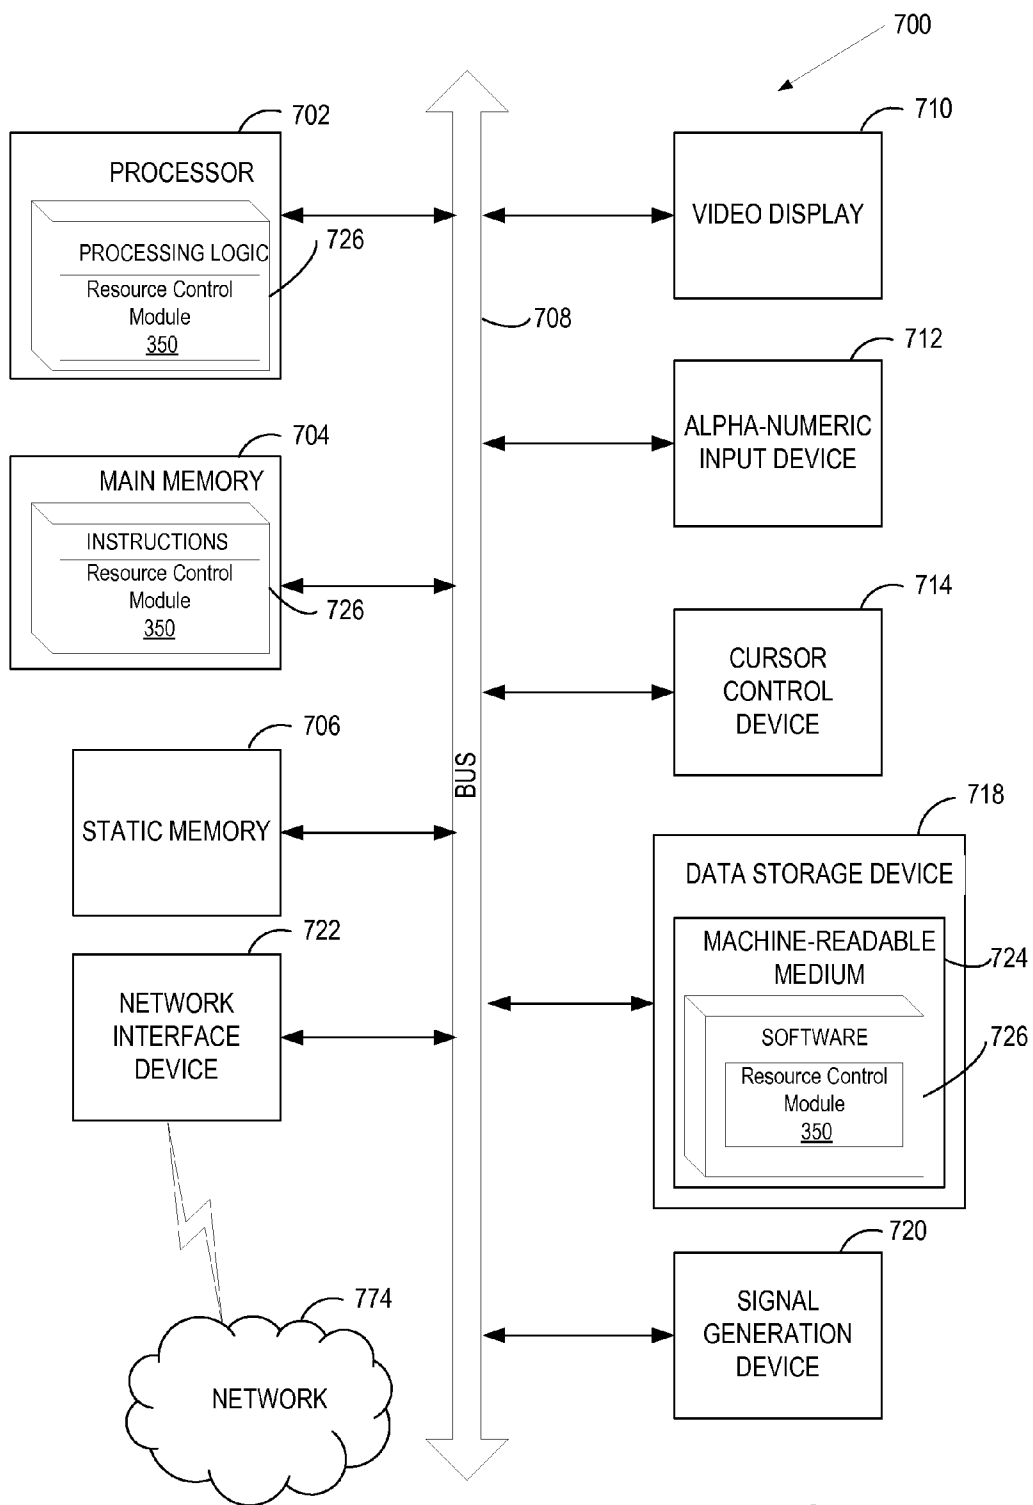 700
702
PROCESSOR
PROCESSING LOGIC
726
Resource Control
Module
350
704
MAIN MEMORY
INSTRUCTIONS
Resource Control
Module
350
726
706
STATIC MEMORY
722
NETWORK
INTERFACE
DEVICE
774
NETWORK
BUS
708
710
VIDEO DISPLAY
712
ALPHA-NUMERIC
INPUT DEVICE
714
CURSOR
CONTROL
DEVICE
718
DATA STORAGE DEVICE
MACHINE-READABLE
MEDIUM
724
SOFTWARE
726
Resource Control
Module
350
720
SIGNAL
GENERATION
DEVICE